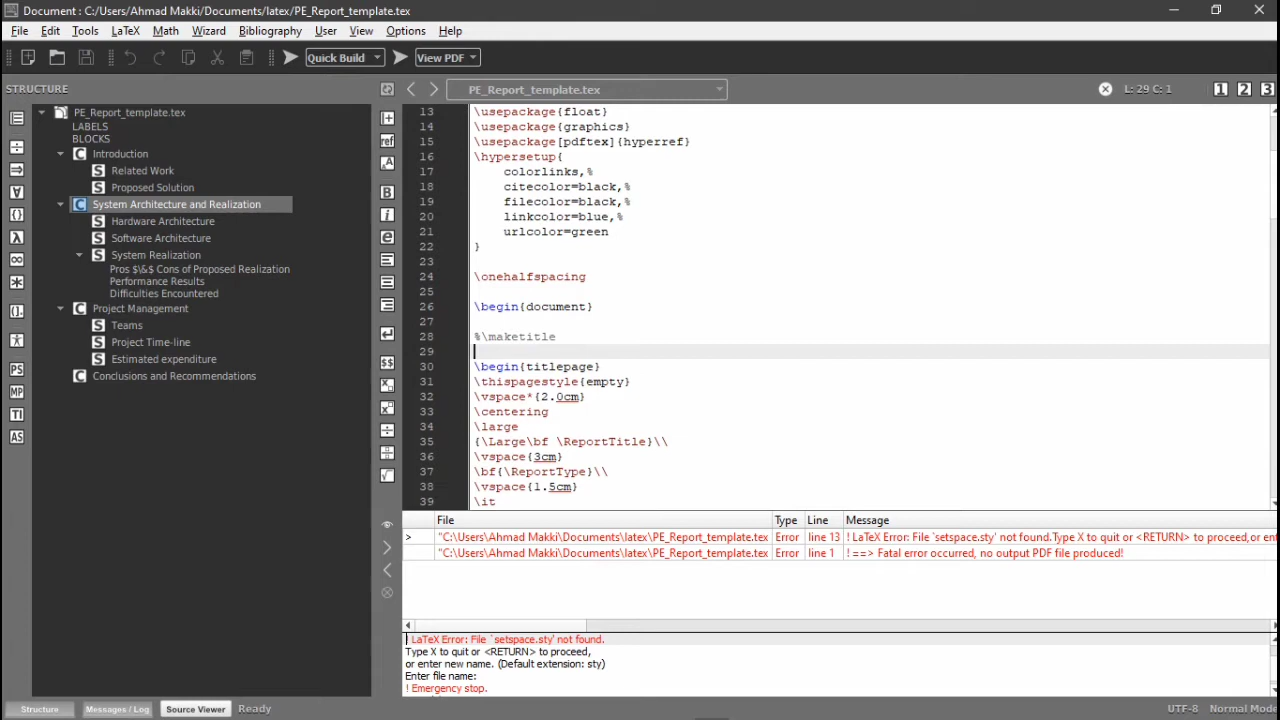 Document : C:/Users/Ahmad Makki/Documents/latex/PE_Report_template.tex
File Edit Tools LaTeX Math Wizard Bibliography User View Options Help
Quick Build View PDF
STRUCTURE
PE_Report_template.tex L: 29 C: 1 1 2 3
PE_Report_template.tex
LABELS
BLOCKS
C Introduction
S Related Work
S Proposed Solution
C System Architecture and Realization
S Hardware Architecture
S Software Architecture
S System Realization
Pros $\&$ Cons of Proposed Realization
Performance Results
Difficulties Encountered
C Project Management
S Teams
S Project Time-line
S Estimated expenditure
C Conclusions and Recommendations
PS
MP
TI
AS
ref
13 \usepackage{float}
14 \usepackage{graphics}
15 \usepackage[pdftex]{hyperref}
16 \hypersetup{
17 colorlinks,%
18 citecolor=black,%
19 filecolor=black,%
20 linkcolor=blue,%
21 urlcolor=green
22 }
23
24 \onehalfspacing
25
26 \begin{document}
27
28 %\maketitle
29
30 \begin{titlepage}
31 \thispagestyle{empty}
32 \vspace*{2.0cm}
33 \centering
34 \large
35 {\Large\bf \ReportTitle}\\
36 \vspace{3cm}
37 \bf{\ReportType}\\
38 \vspace{1.5cm}
39 \it
File Type Line Message
> "C:\Users\Ahmad Makki\Documents\latex\PE_Report_template.tex Error line 13 ! LaTeX Error: File `setspace.sty' not found.Type X to quit or <RETURN> to proceed,or en
"C:\Users\Ahmad Makki\Documents\latex\PE_Report_template.tex Error line 1 ! ==> Fatal error occurred, no output PDF file produced!
! LaTeX Error: File `setspace.sty' not found.
Type X to quit or <RETURN> to proceed,
or enter new name. (Default extension: sty)
Enter file name:
! Emergency stop.
Structure Messages / Log Source Viewer Ready UTF-8 Normal Mode